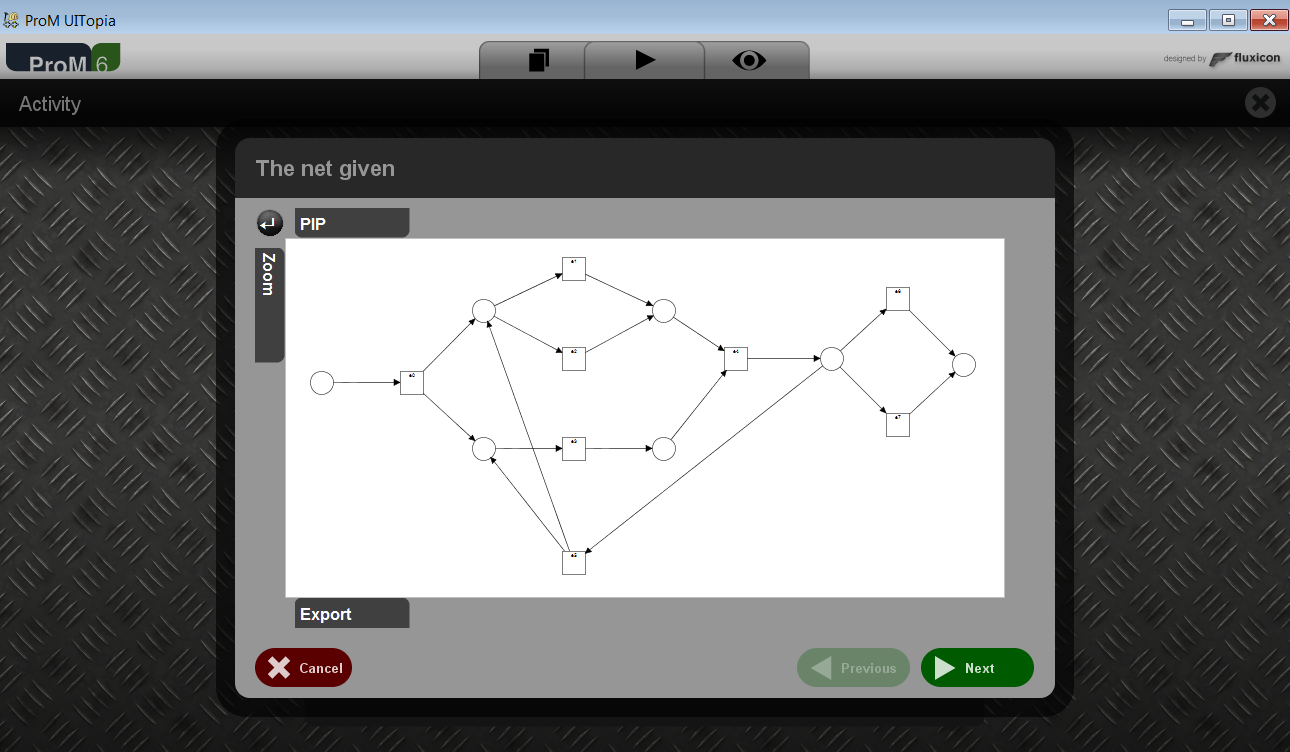 ProM UITopia
ProM 6
designed by fluxicon
Activity
The net given
PIP
Zoom
Export
Cancel
Previous
Next